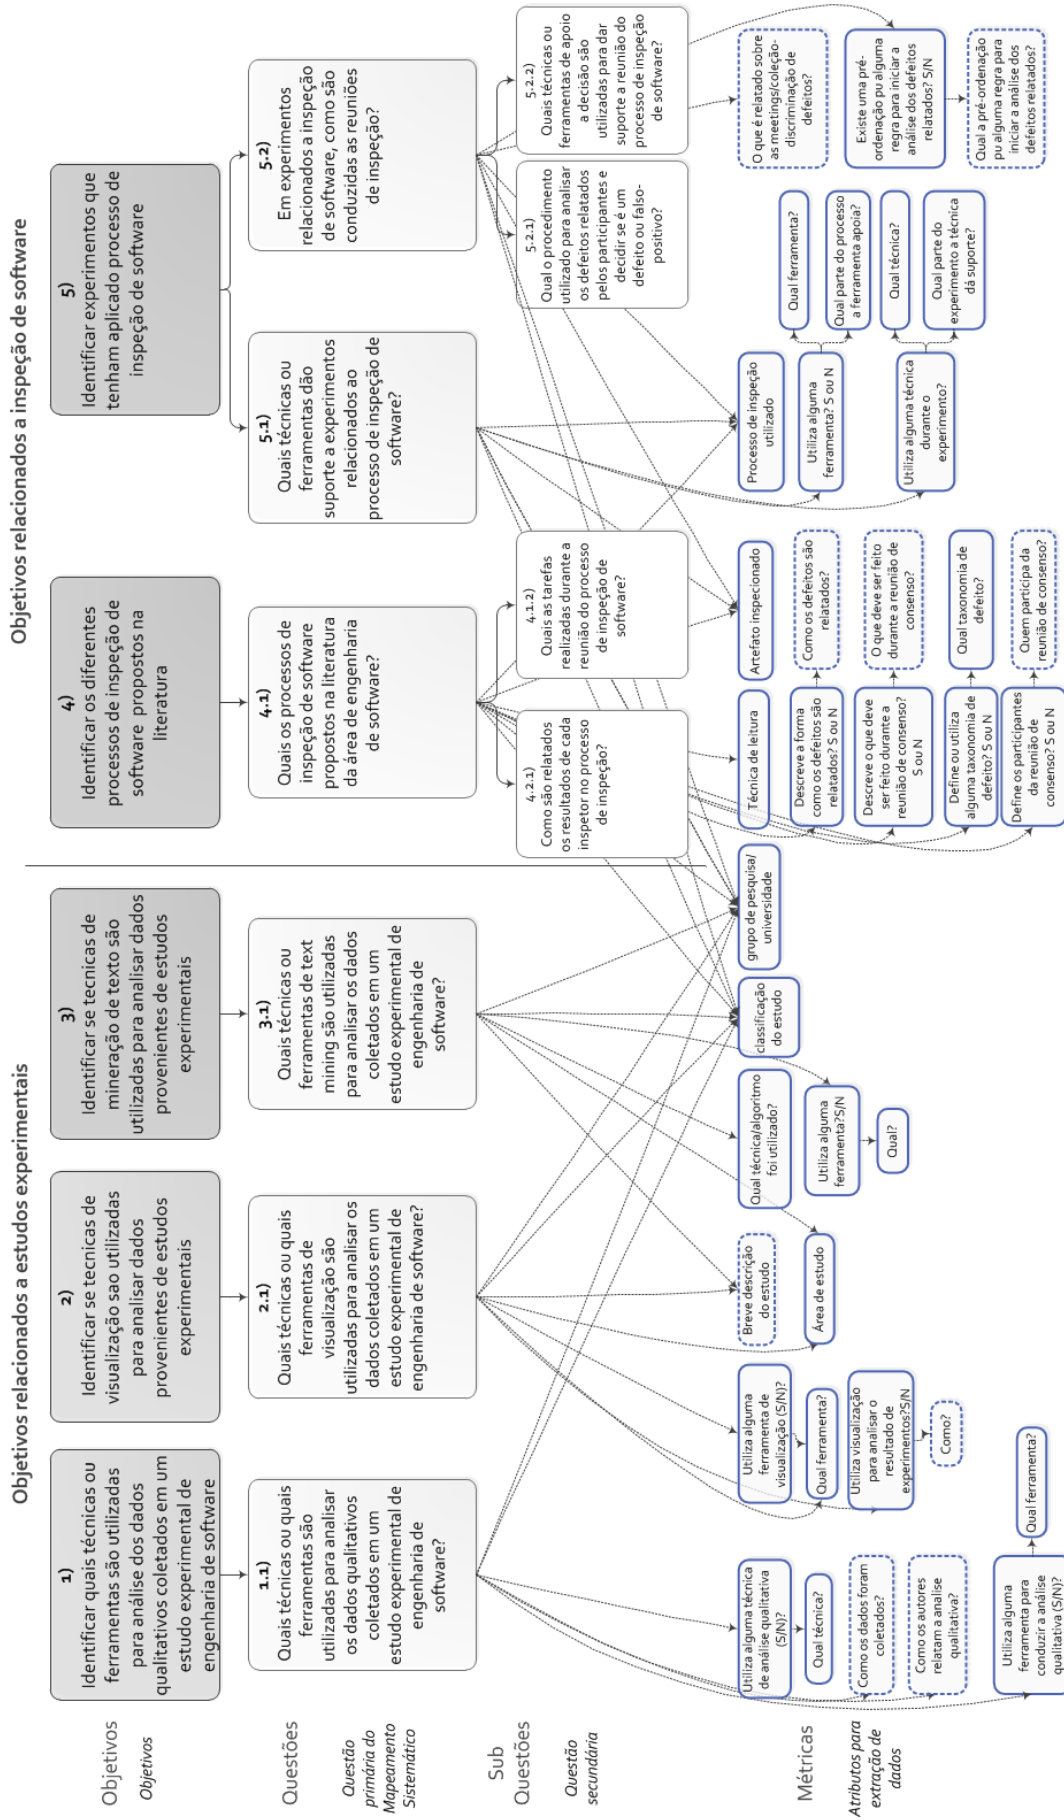 Objetivos relacionados a estudos experimentais
Objetivos relacionados a inspeção de software
Objetivos
Objetivos
1)
Identificar quais técnicas ou
ferramentas são utilizadas
para análise dos dados
qualitativos coletados em um
estudo experimental de
engenharia de software
2)
Identificar se tecnicas de
visualização sao utilizadas
para analisar dados
provenientes de estudos
experimentais
3)
Identificar se tecnicas de
mineração de texto são
utilizadas para analisar dados
provenientes de estudos
experimentais
4)
Identificar os diferentes
processos de inspeção de
software propostos na
literatura
5)
Identificar experimentos que
tenham aplicado processo de
inspeção de software
Questões
Questão
primária do
Mapeamento
Sistemático
1.1)
Quais técnicas ou quais
ferramentas são
utilizadas para analisar
os dados qualitativos
coletados em um
estudo experimental de
engenharia de
software?
2.1)
Quais técnicas ou quais
ferramentas de
visualização são
utilizadas para analisar os
dados coletados em um
estudo experimental de
engenharia de software?
3.1)
Quais técnicas ou
ferramentas de text
mining são utilizadas
para analisar os dados
coletados em um
estudo experimental de
engenharia de
software?
4.1)
Quais os processos de
inspeção de software
propostos na literatura
da área de engenharia
de software?
5.1)
Quais técnicas ou
ferramentas dão
suporte a experimentos
relacionados ao
processo de inspeção de
software?
5.2)
Em experimentos
relacionados a inspeção
de software, como são
conduzidas as reuniões
de inspeção?
Sub
Questões
Questão
secundária
4.2.1)
Como são relatados
os resultados de cada
inspetor no processo
de inspeção?
4.1.2)
Quais as tarefas
realizadas durante a
reunião do processo
de inspeção de
software?
5.2.1)
Qual o procedimento
utilizado para analisar
os defeitos relatados
pelos participantes e
decidir se é um
defeito ou falso-
positivo?
5.2.2)
Quais técnicas ou
ferramentas de apoio
a decisão são
utilizadas para dar
suporte a reunião do
processo de inspeção
de software?
Métricas
Atributos para
extração de
dados
Utiliza alguma técnica
de análise qualitativa
(S/N)?
Qual técnica?
Como os dados foram
coletados?
Como os autores
relatam a analise
qualitativa?
Utiliza alguma
ferramenta para
conduzir a análise
qualitativa (S/N)?
Qual ferramenta?
Utiliza alguma
ferramenta de
visualização (S/N)?
Qual ferramenta?
Utiliza visualização
para analisar o
resultado de
experimentos?S/N
Como?
Breve descrição
do estudo
Área de estudo
Qual técnica/algoritmo
foi utilizado?
Utiliza alguma
ferramenta?S/N
Qual?
classificação
do estudo
grupo de pesquisa/
universidade
Técnica de leitura
Artefato inspecionado
Descreve a forma
como os defeitos são
relatados? S ou N
Como os defeitos são
relatados?
Descreve o que deve
ser feito durante a
reunião de consenso?
S ou N
O que deve ser feito
durante a reunião de
consenso?
Define ou utiliza
alguma taxonomia de
defeito? S ou N
Qual taxonomia de
defeito?
Define os participantes
da reunião de
consenso? S ou N
Quem participa da
reunião de consenso?
Processo de inspeção
utilizado
Utiliza alguma
ferramenta? S ou N
Qual ferramenta?
Qual parte do processo
a ferramenta apoia?
Utiliza alguma técnica
durante o
experimento?
Qual técnica?
Qual parte do
experimento a técnica
dá suporte?
O que é relatado sobre
as meetings/coleção-
discriminação de
defeitos?
Existe uma pré-
ordenação pu alguma
regra para iniciar a
análise dos defeitos
relatados? S/N
Qual a pré-ordenação
pu alguma regra para
iniciar a análise dos
defeitos relatados?